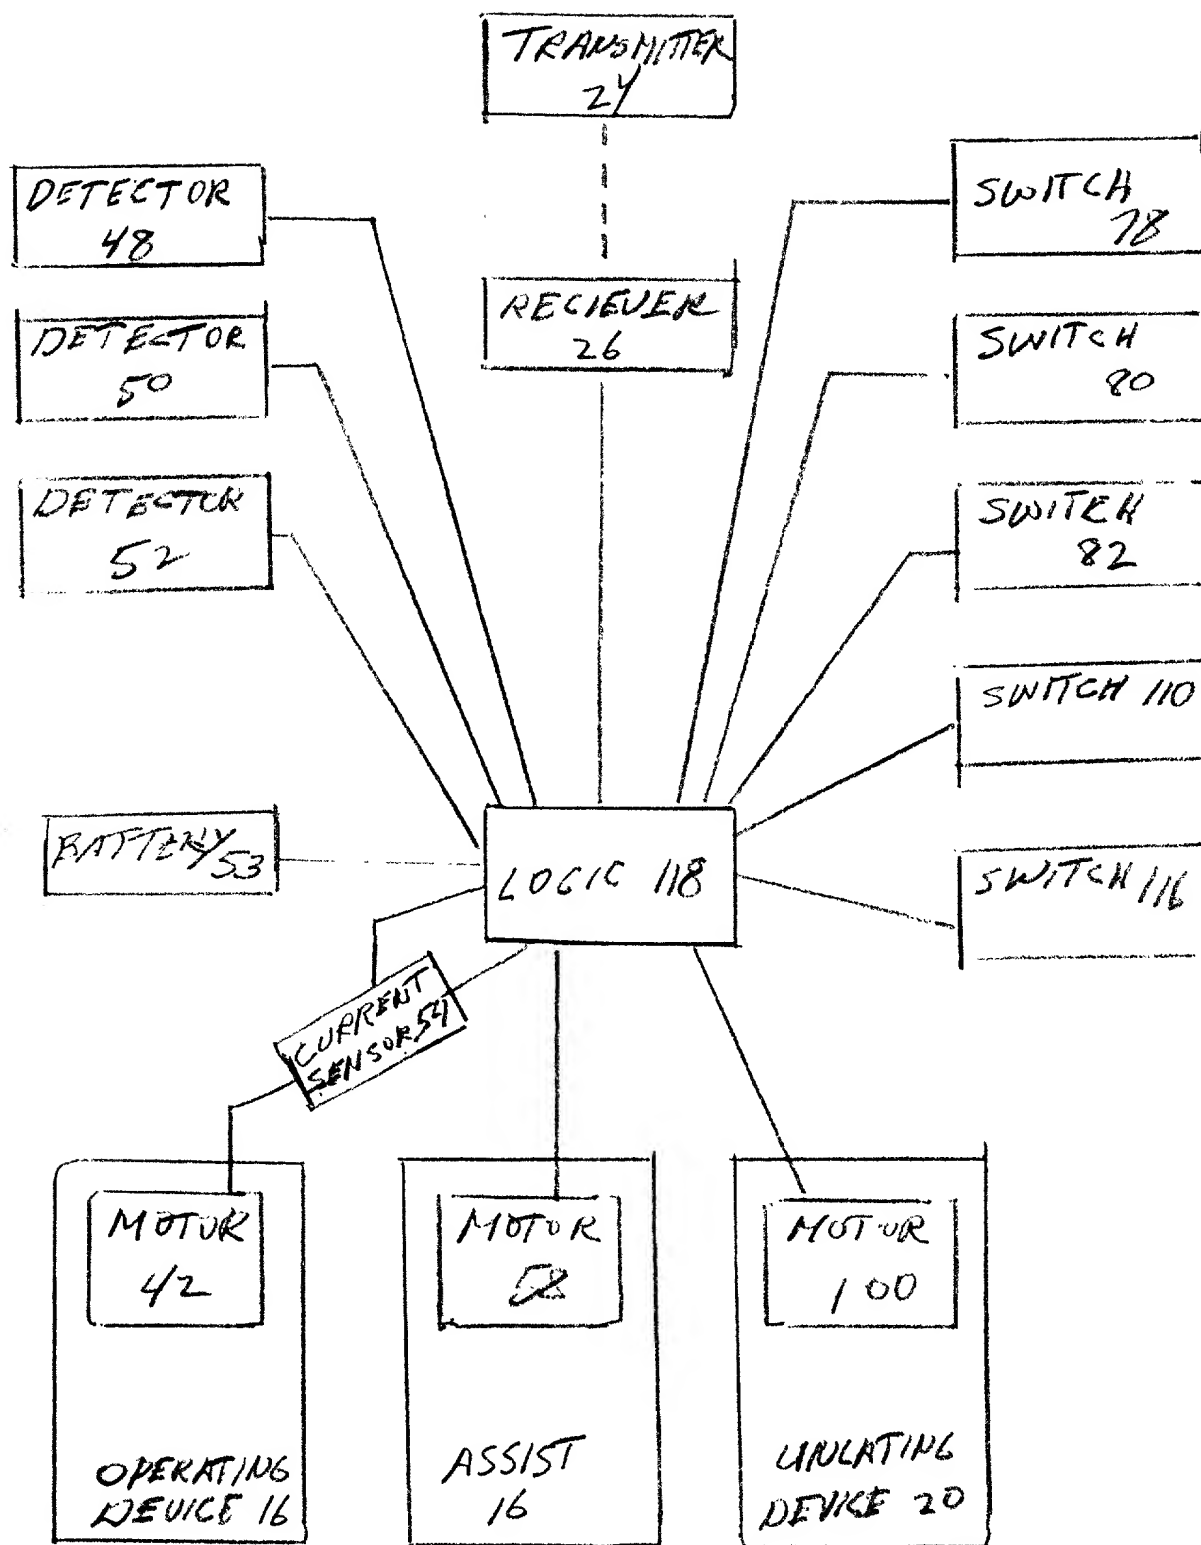 TRANSMITTER
24
DETECTOR
48
SWITCH
78
RECIEVER
26
DETECTOR
50
SWITCH
80
DETECTOR
52
SWITCH
82
SWITCH 110
BATTERY 53
LOGIC 118
SWITCH 116
CURRENT
SENSOR 54
MOTOR
42
MOTOR
58
MOTOR
100
OPERATING
DEVICE 16
ASSIST
16
UNLATING
DEVICE 20